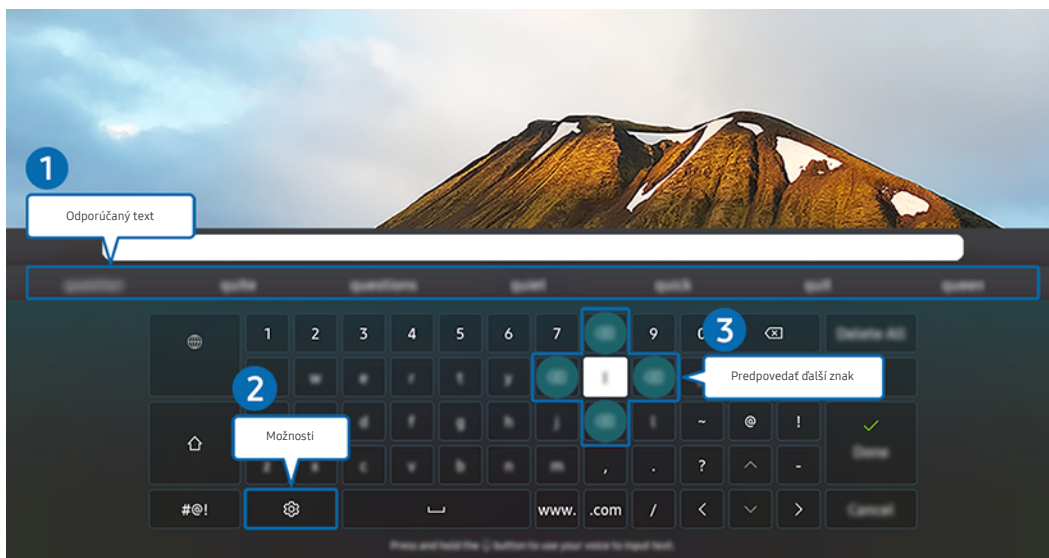 1
Odporúčaný text
question quite questions quiet quick quit queen
1 2 3 4 5 6 7 9 0 Delete All
3
w e r t y
Predpovedať ďalší znak
2
d f g h j l ~ @ !
Možnosti
Done
z x c v b n m , . ? ^ -
#@! www. .com / < > Cancel
Press and hold the button to use your voice to input text.